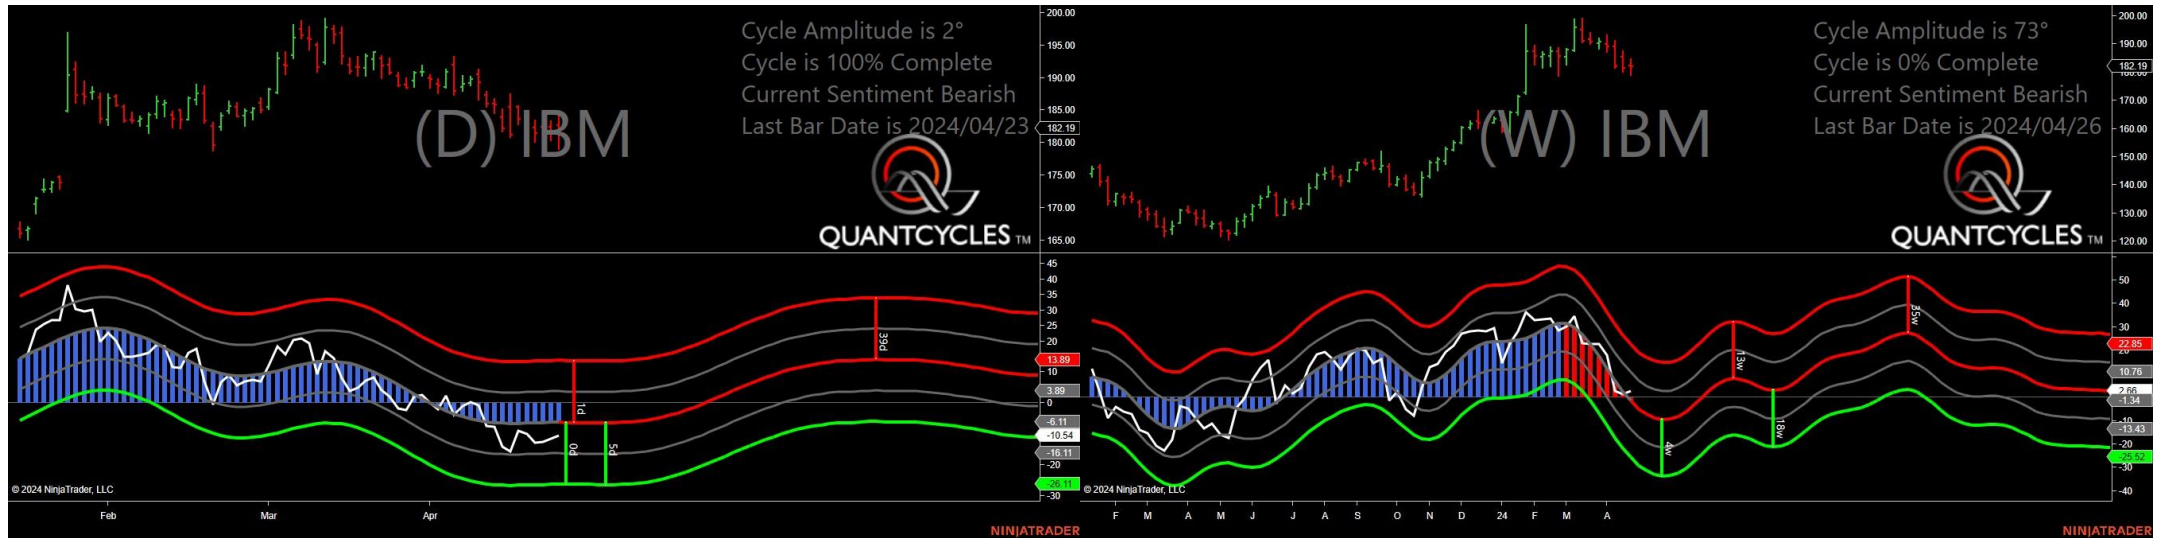 Cycle Amplitude is 2°
Cycle is 100% Complete
Current Sentiment Bearish
Last Bar Date is 2024/04/23
(D) IBM
QUANTCYCLES TM
200.00
195.00
190.00
185.00
182.19
180.00
175.00
170.00
165.00
45
40
35
30
25
20
13.89
10
3.89
0
-6.11
-10.54
-16.11
-20
-26.11
-30
1d
0d
5d
39d
© 2024 NinjaTrader, LLC
Feb
Mar
Apr
NINJATRADER
Cycle Amplitude is 73°
Cycle is 0% Complete
Current Sentiment Bearish
Last Bar Date is 2024/04/26
(W) IBM
QUANTCYCLES TM
200.00
190.00
182.19
180.00
170.00
160.00
150.00
140.00
130.00
120.00
50
40
30
22.85
20
10.76
2.66
-1.34
-10
-13.43
-20
-25.52
-30
-40
4w
13w
18w
35w
© 2024 NinjaTrader, LLC
F
M
A
M
J
J
A
S
O
N
D
24
F
M
A
NINJATRADER